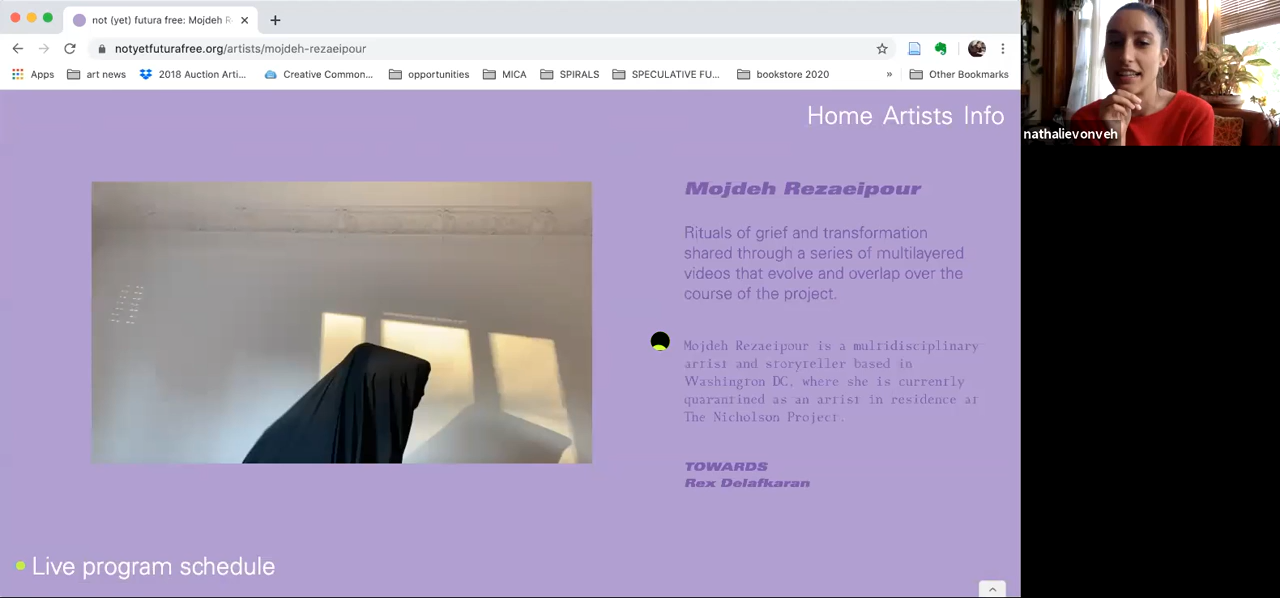 not (yet) futura free: Mojdeh R
notyetfuturafree.org/artists/mojdeh-rezaeipour
Apps art news 2018 Auction Arti... Creative Common... opportunities MICA SPIRALS SPECULATIVE FU... bookstore 2020 » Other Bookmarks
nathalievonveh
Home Artists Info
Mojdeh Rezaeipour
Rituals of grief and transformation
shared through a series of multilayered
videos that evolve and overlap over the
course of the project.
Mojdeh Rezaeipour is a multidisciplinary
artist and storyteller based in
Washington DC, where she is currently
quarantined as an artist in residence at
The Nicholson Project.
TOWARDS
Rex Delafkaran
Live program schedule